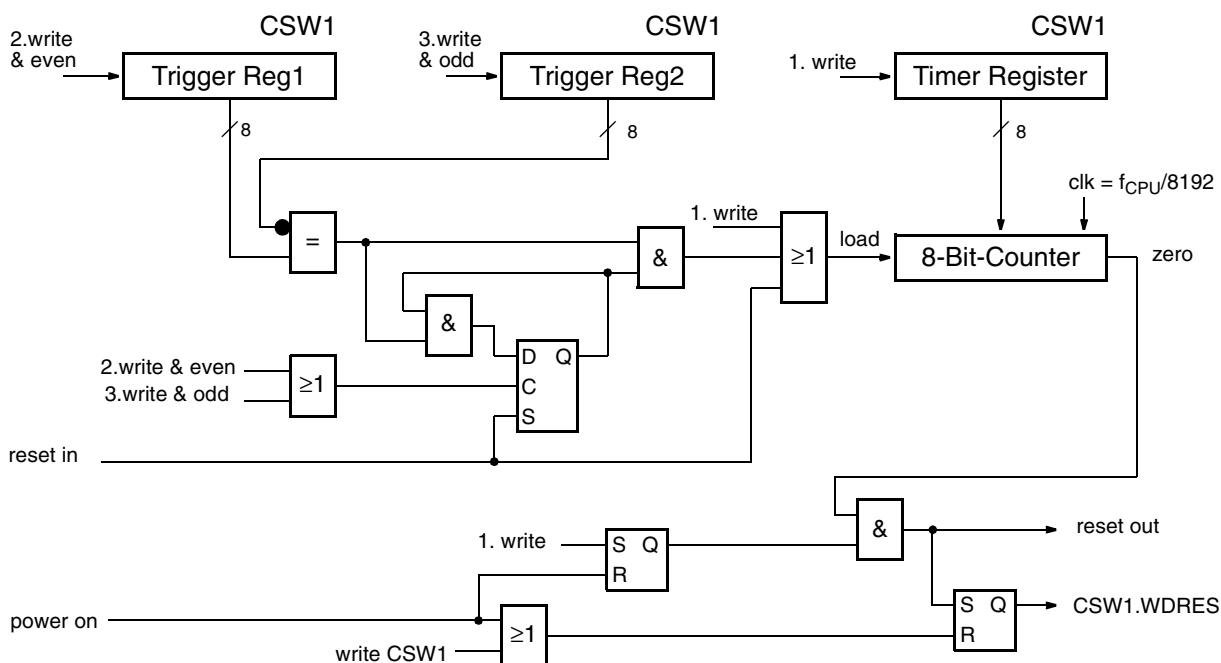 CSW1
CSW1
CSW1
2.write
& even
Trigger Reg1
3.write
& odd
Trigger Reg2
1. write
Timer Register
8
8
8
clk = fCPU/8192
1. write
=
&
≥1
load
8-Bit-Counter
zero
&
D Q
C
S
2.write & even
3.write & odd
≥1
reset in
&
reset out
1. write
S Q
R
S Q
R
CSW1.WDRES
power on
≥1
write CSW1